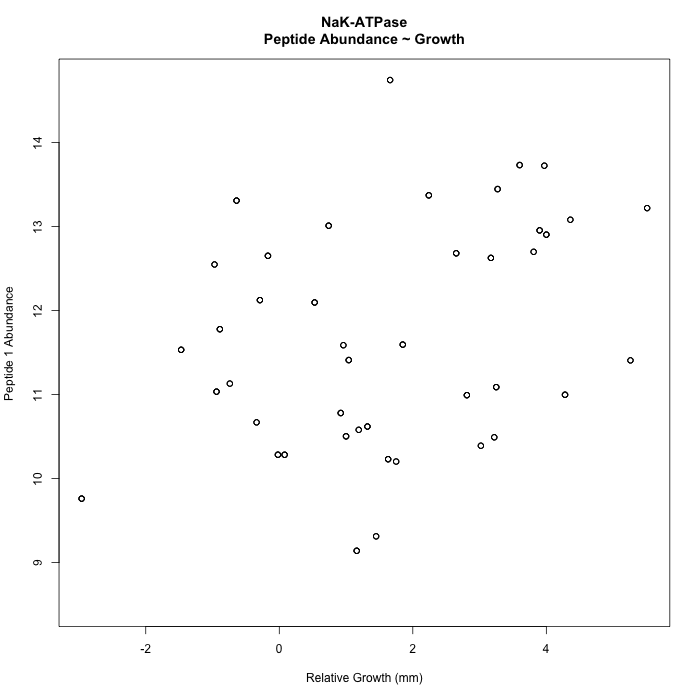 NaK-ATPase
Peptide Abundance ~ Growth
Peptide 1 Abundance
14
13
12
11
10
9
-2
0
2
4
Relative Growth (mm)